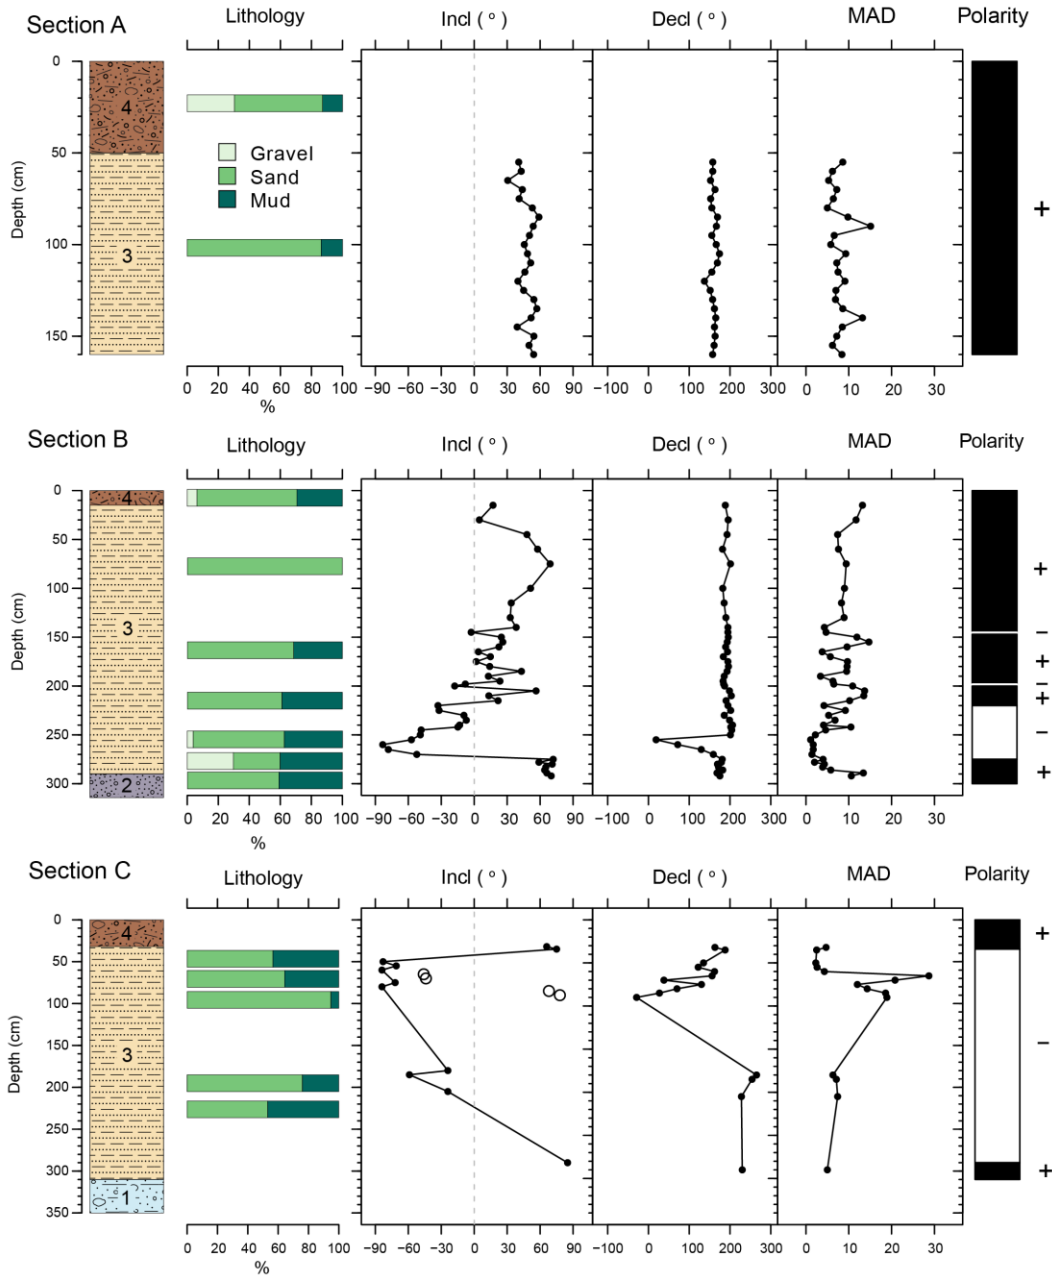 Section A
Lithology
Incl ( ° )
Decl ( ° )
MAD
Polarity
Depth (cm)
0
50
100
150
4
3
Gravel
Sand
Mud
+
0 20 40 60 80 100
%
−90 −60 −30 0 30 60 90
−100 0 100 200 300
0 10 20 30
Section B
Lithology
Incl ( ° )
Decl ( ° )
MAD
Polarity
Depth (cm)
0
50
100
150
200
250
300
4
3
2
+
−
+
−
+
−
+
0 20 40 60 80 100
%
−90 −60 −30 0 30 60 90
−100 0 100 200 300
0 10 20 30
Section C
Lithology
Incl ( ° )
Decl ( ° )
MAD
Polarity
Depth (cm)
0
50
100
150
200
250
300
350
4
3
1
+
−
+
0 20 40 60 80 100
%
−90 −60 −30 0 30 60 90
−100 0 100 200 300
0 10 20 30